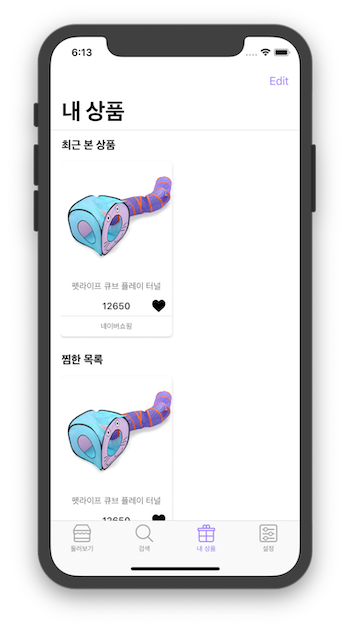 6:13
Edit
내 상품
최근 본 상품
펫라이프 큐브 플레이 터널
12650
네이버쇼핑
찜한 목록
펫라이프 큐브 플레이 터널
12650
둘러보기
검색
내 상품
설정